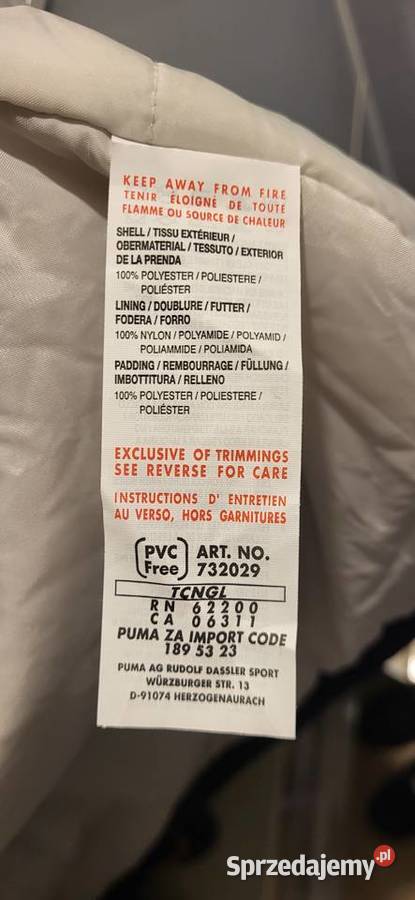 KEEP AWAY FROM FIRE
TENIR ÉLOIGNÉ DE TOUTE
FLAMME OU SOURCE DE CHALEUR
SHELL / TISSU EXTÉRIEUR /
OBERMATERIAL / TESSUTO / EXTERIOR
DE LA PRENDA
100% POLYESTER / POLIESTERE /
POLIÉSTER
LINING / DOUBLURE / FUTTER /
FODERA / FORRO
100% NYLON / POLYAMIDE / POLYAMID /
POLIAMMIDE / POLIAMIDA
PADDING / REMBOURRAGE / FÜLLUNG /
IMBOTTITURA / RELLENO
100% POLYESTER / POLIESTERE /
POLIÉSTER
EXCLUSIVE OF TRIMMINGS
SEE REVERSE FOR CARE
INSTRUCTIONS D' ENTRETIEN
AU VERSO, HORS GARNITURES
PVC Free ART. NO.
732029
TCNGL
RN 62200
CA 06311
PUMA ZA IMPORT CODE
189 53 23
PUMA AG RUDOLF DASSLER SPORT
WÜRZBURGER STR. 13
D-91074 HERZOGENAURACH
Sprzedajemy.pl